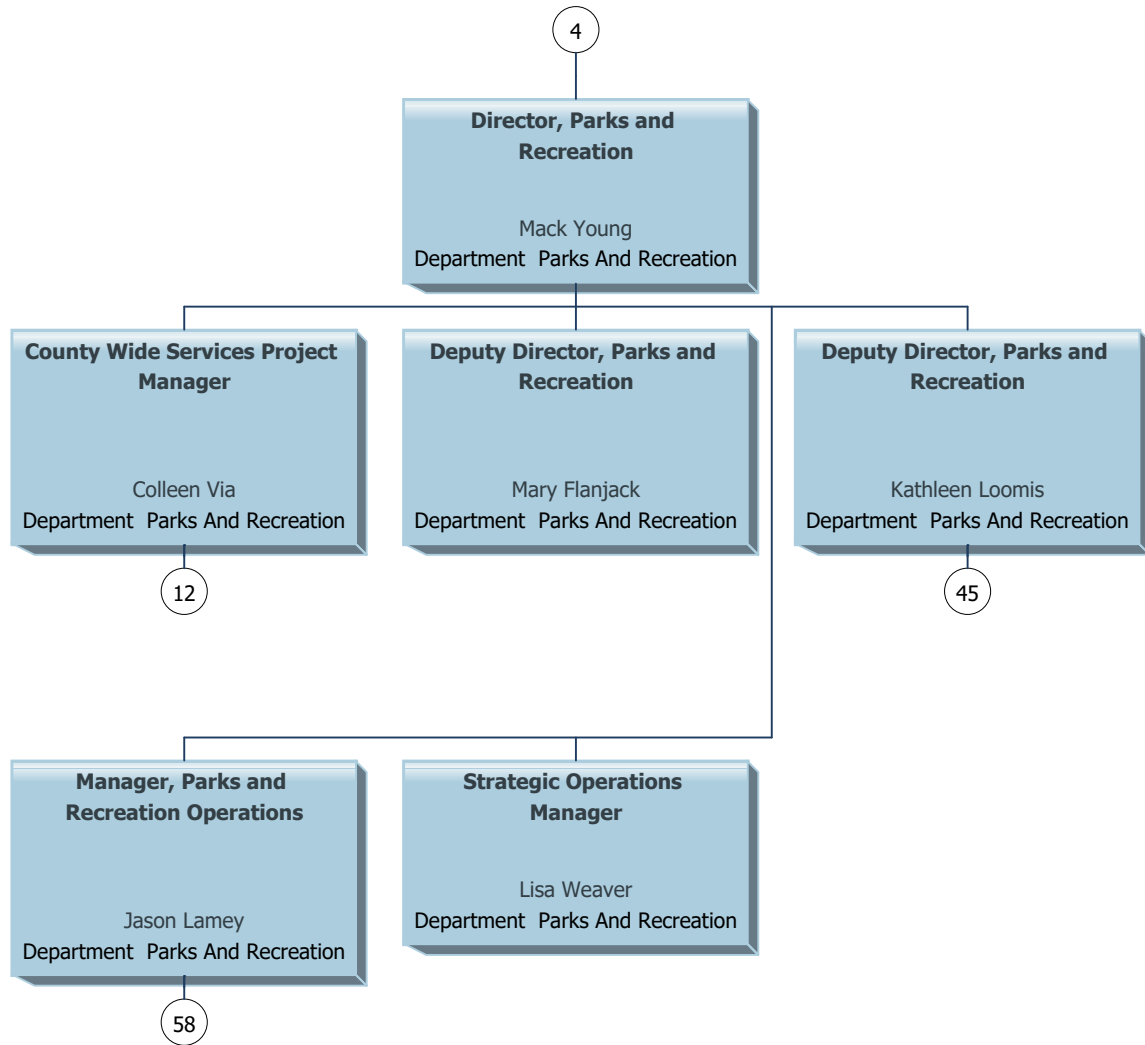 4
Director, Parks and
Recreation
Mack Young
Department  Parks And Recreation
County Wide Services Project
Manager
Colleen Via
Department  Parks And Recreation
12
Deputy Director, Parks and
Recreation
Mary Flanjack
Department  Parks And Recreation
Deputy Director, Parks and
Recreation
Kathleen Loomis
Department  Parks And Recreation
45
Manager, Parks and
Recreation Operations
Jason Lamey
Department  Parks And Recreation
58
Strategic Operations
Manager
Lisa Weaver
Department  Parks And Recreation